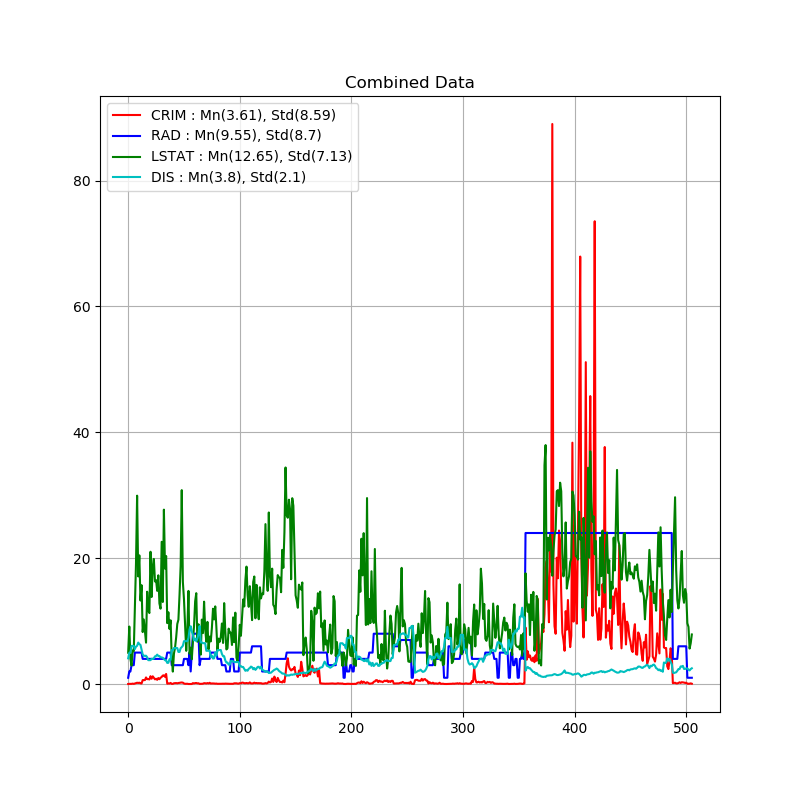 Combined Data
CRIM : Mn(3.61), Std(8.59)
RAD : Mn(9.55), Std(8.7)
LSTAT : Mn(12.65), Std(7.13)
DIS : Mn(3.8), Std(2.1)
80
60
40
20
0
0 100 200 300 400 500